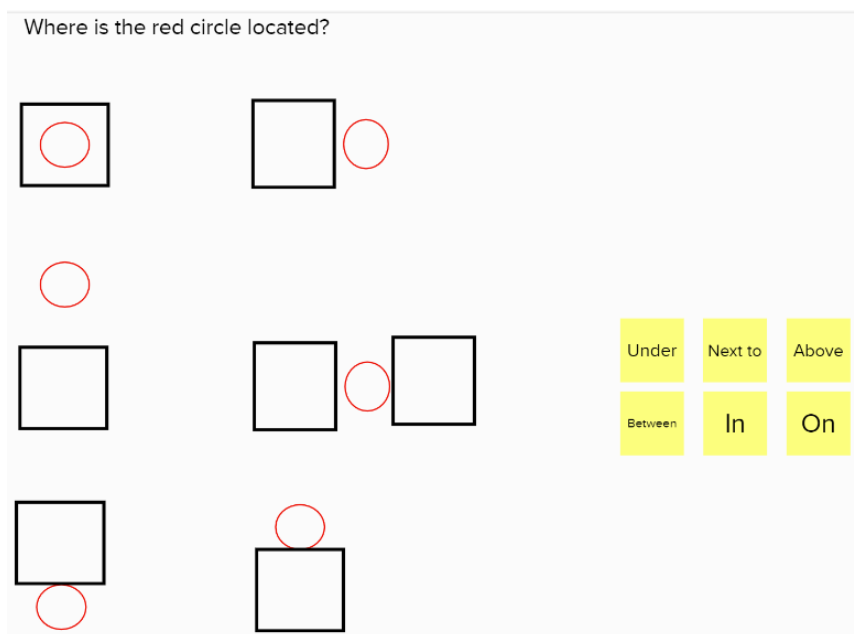 Where is the red circle located?
Under Next to Above
Between In On